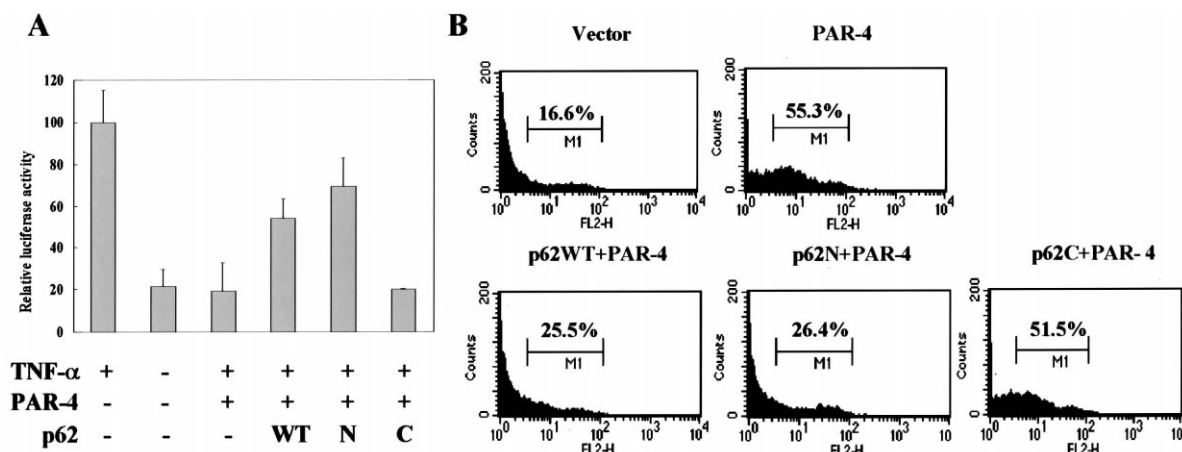 A
Relative luciferase activity
120
100
80
60
40
20
0
TNF-α + - + + + +
PAR-4 - - + + + +
p62 - - - WT N C
B
Vector
200
Counts
0
16.6%
M1
10⁰ 10¹ 10² 10³ 10⁴
FL2-H
PAR-4
200
Counts
0
55.3%
M1
10⁰ 10¹ 10² 10³ 10⁴
FL2-H
p62WT+PAR-4
200
Counts
0
25.5%
M1
10⁰ 10¹ 10² 10³ 10⁴
FL2-H
p62N+PAR-4
200
Counts
0
26.4%
M1
10⁰ 10¹ 10² 10³ 10⁴
FL2-H
p62C+PAR- 4
200
Counts
0
51.5%
M1
10⁰ 10¹ 10² 10³ 10⁴
FL2-H